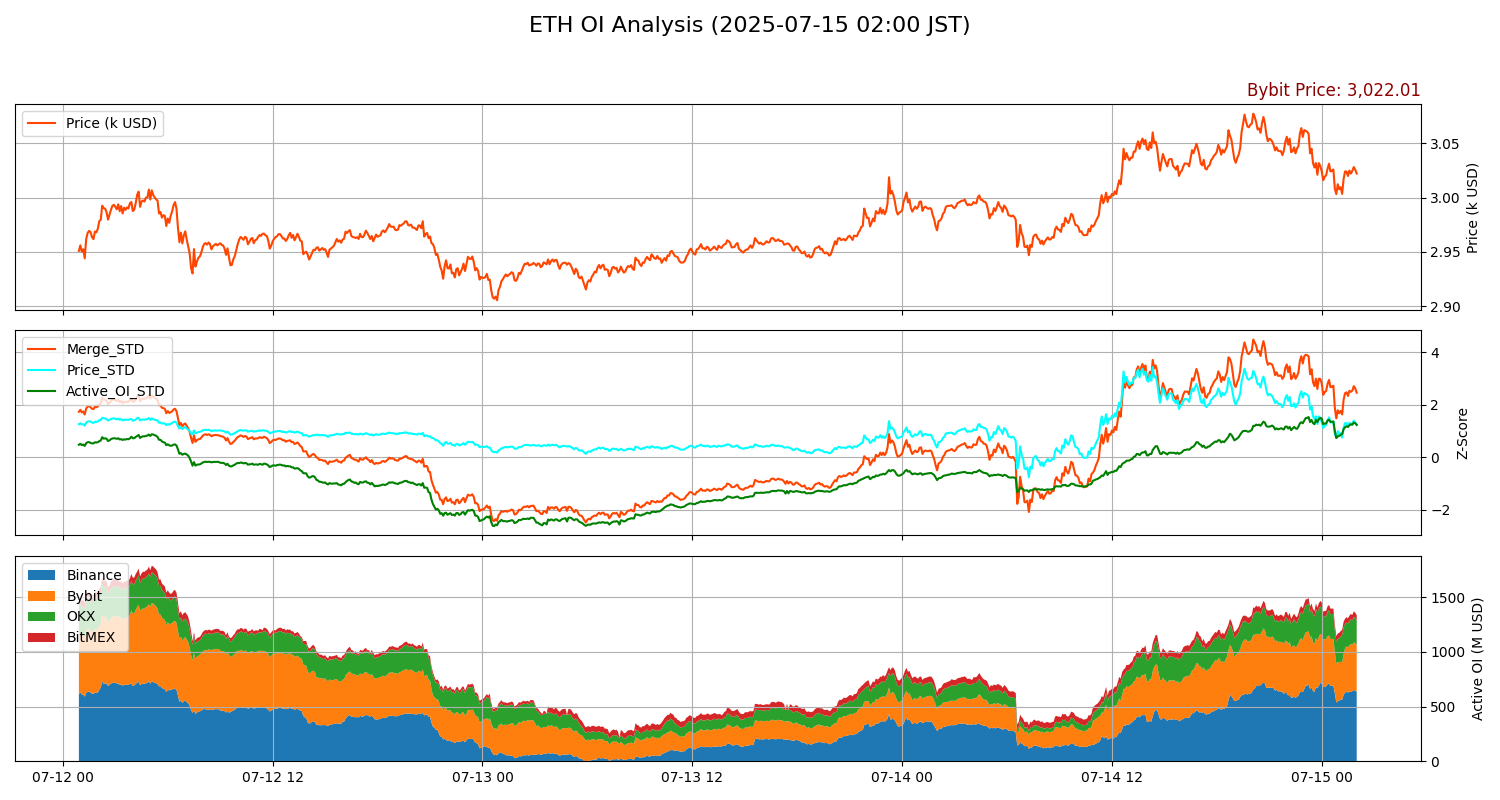 ETH OI Analysis (2025-07-15 02:00 JST)
Bybit Price: 3,022.01
Price (k USD)
3.05
3.00
2.95
2.90
Price (k USD)
Merge_STD
Price_STD
Active_OI_STD
4
2
0
−2
Z-Score
Binance
Bybit
OKX
BitMEX
1500
1000
500
0
Active OI (M USD)
07-12 00
07-12 12
07-13 00
07-13 12
07-14 00
07-14 12
07-15 00